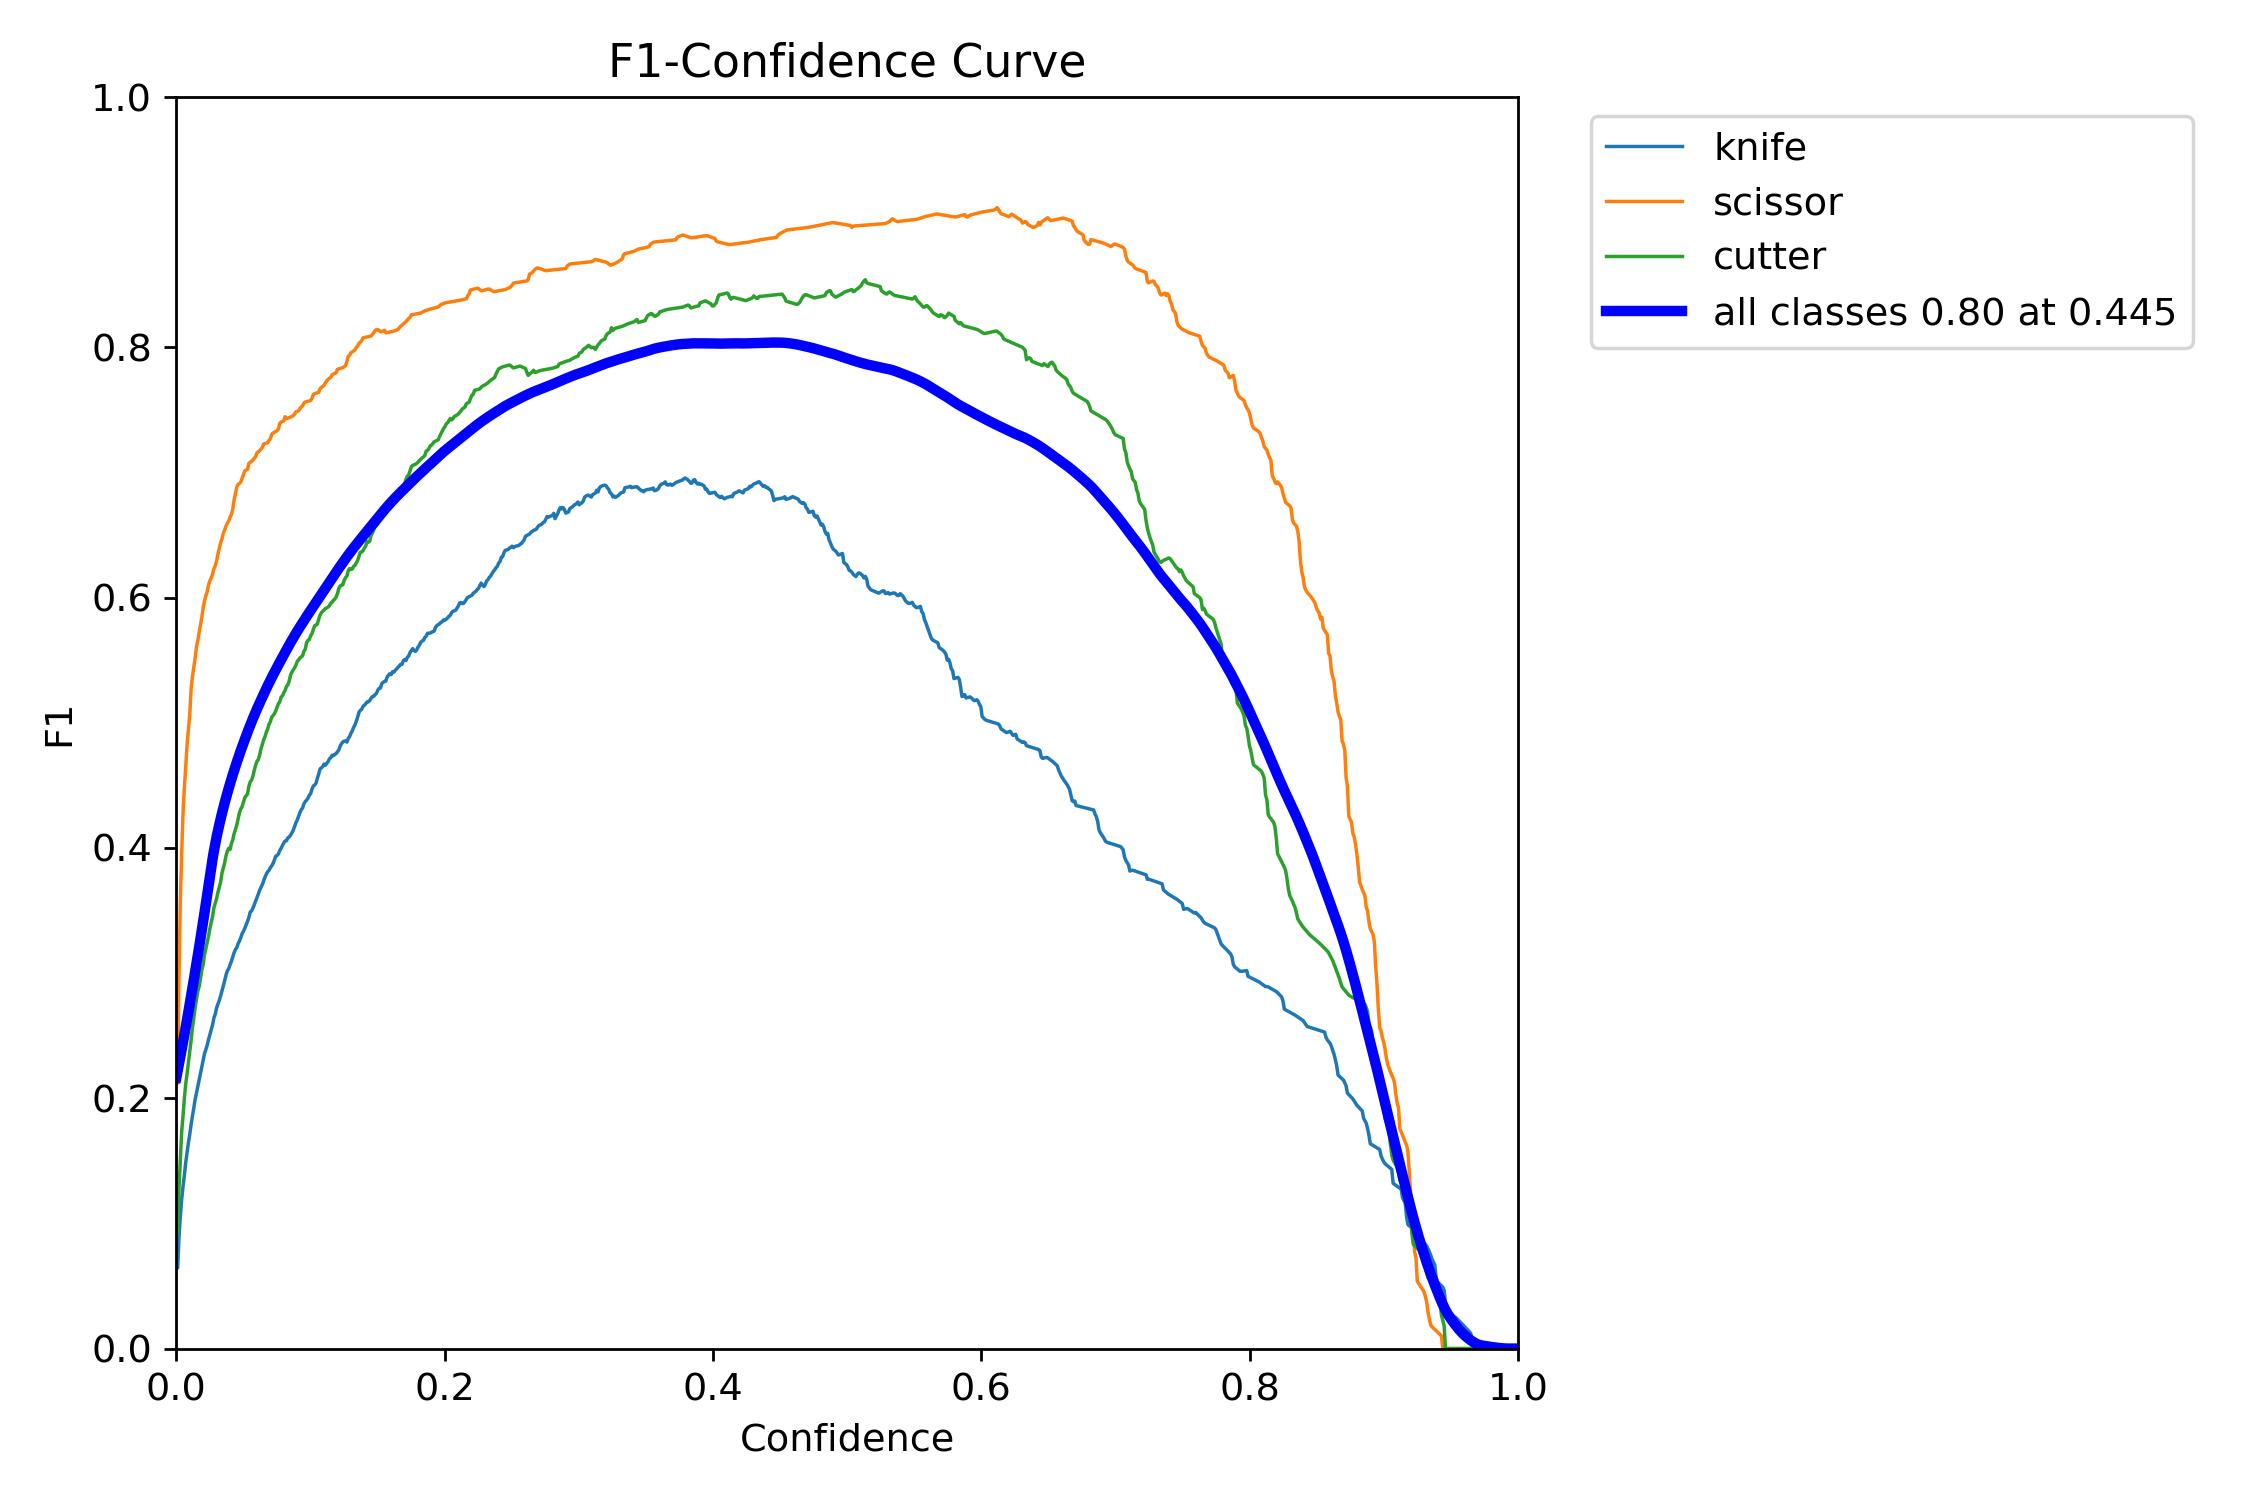 F1-Confidence Curve
1.0
0.8
0.6
0.4
0.2
0.0
F1
0.0 0.2 0.4 0.6 0.8 1.0
Confidence
knife
scissor
cutter
all classes 0.80 at 0.445